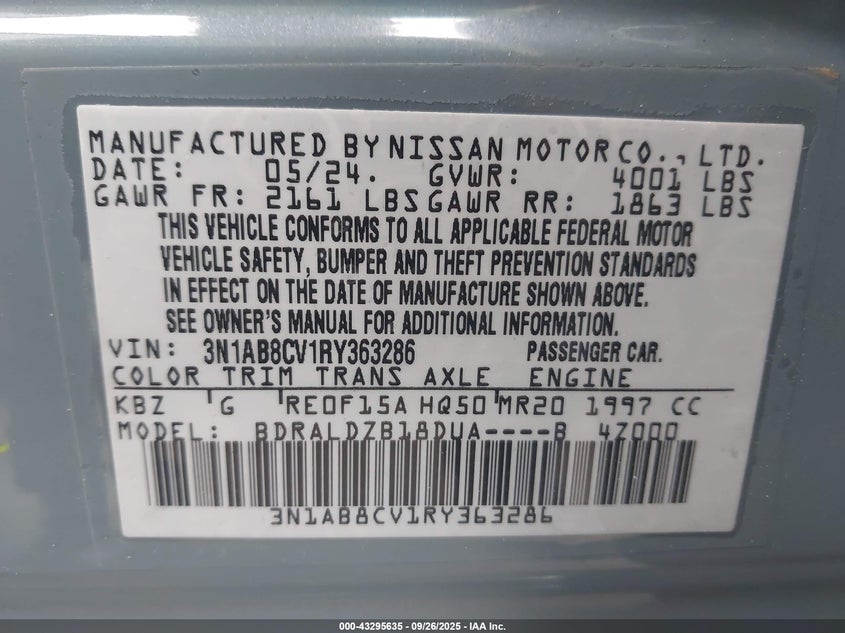 MANUFACTURED BY NISSAN MOTOR CO., LTD.
DATE: 05/24. GVWR: 4001 LBS
GAWR FR: 2161 LBS GAWR RR: 1863 LBS
THIS VEHICLE CONFORMS TO ALL APPLICABLE FEDERAL MOTOR
VEHICLE SAFETY, BUMPER AND THEFT PREVENTION STANDARDS
IN EFFECT ON THE DATE OF MANUFACTURE SHOWN ABOVE.
SEE OWNER'S MANUAL FOR ADDITIONAL INFORMATION.
VIN: 3N1AB8CV1RY363286 PASSENGER CAR.
COLOR TRIM TRANS AXLE ENGINE
KBZ G RE0F15A HQ50 MR20 1997 CC
MODEL: BDRALDZB18DUA----B 4Z000
3N1AB8CV1RY363286
000-43295635 - 09/26/2025 - IAA Inc.